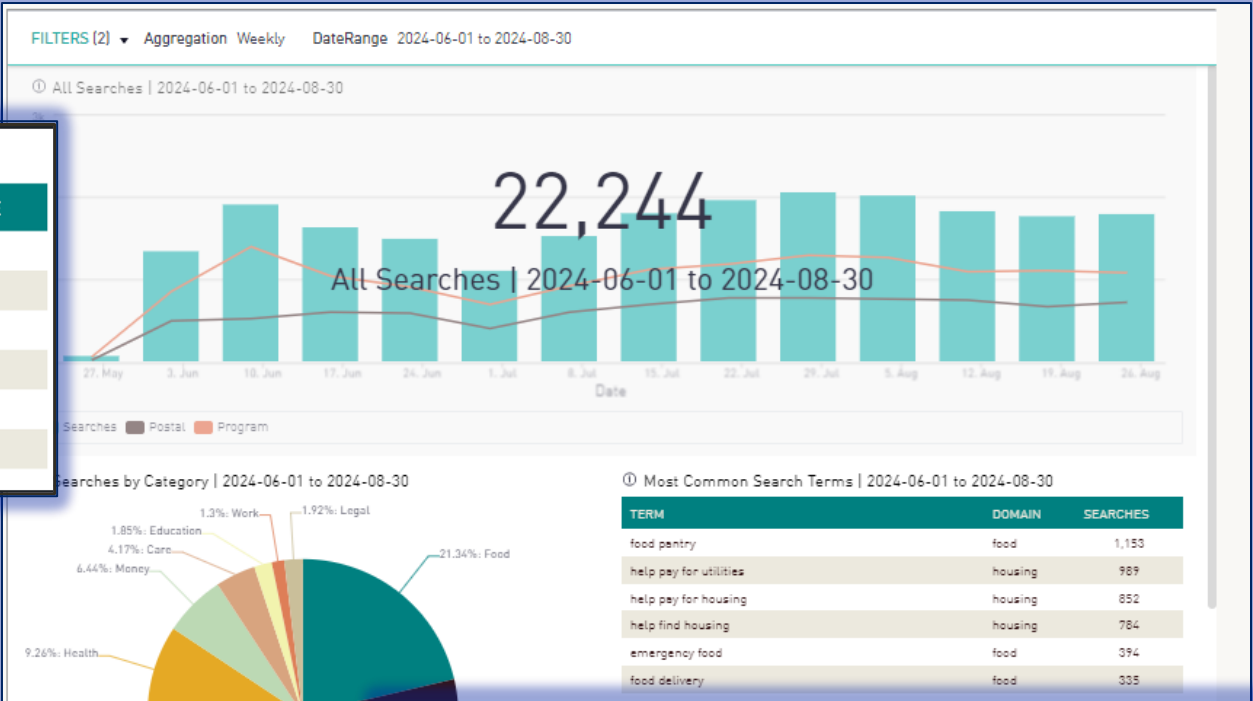 FILTERS (2) Aggregation Weekly DateRange 2024-06-01 to 2024-08-30
All Searches | 2024-06-01 to 2024-08-30
22,244
All Searches | 2024-06-01 to 2024-08-30
27. May 3. Jun 10. Jun 17. Jun 24. Jun 1. Jul 8. Jul 15. Jul 22. Jul 29. Jul 5. Aug 12. Aug 19. Aug 26. Aug
Date
Searches Postal Program
Searches by Category | 2024-06-01 to 2024-08-30
1.3%: Work
1.92%: Legal
1.85%: Education
4.17%: Care
21.34%: Food
6.44%: Money
9.26%: Health
Most Common Search Terms | 2024-06-01 to 2024-08-30
TERM DOMAIN SEARCHES
food pantry food 1,153
help pay for utilities housing 989
help pay for housing housing 852
help find housing housing 784
emergency food food 394
food delivery food 335